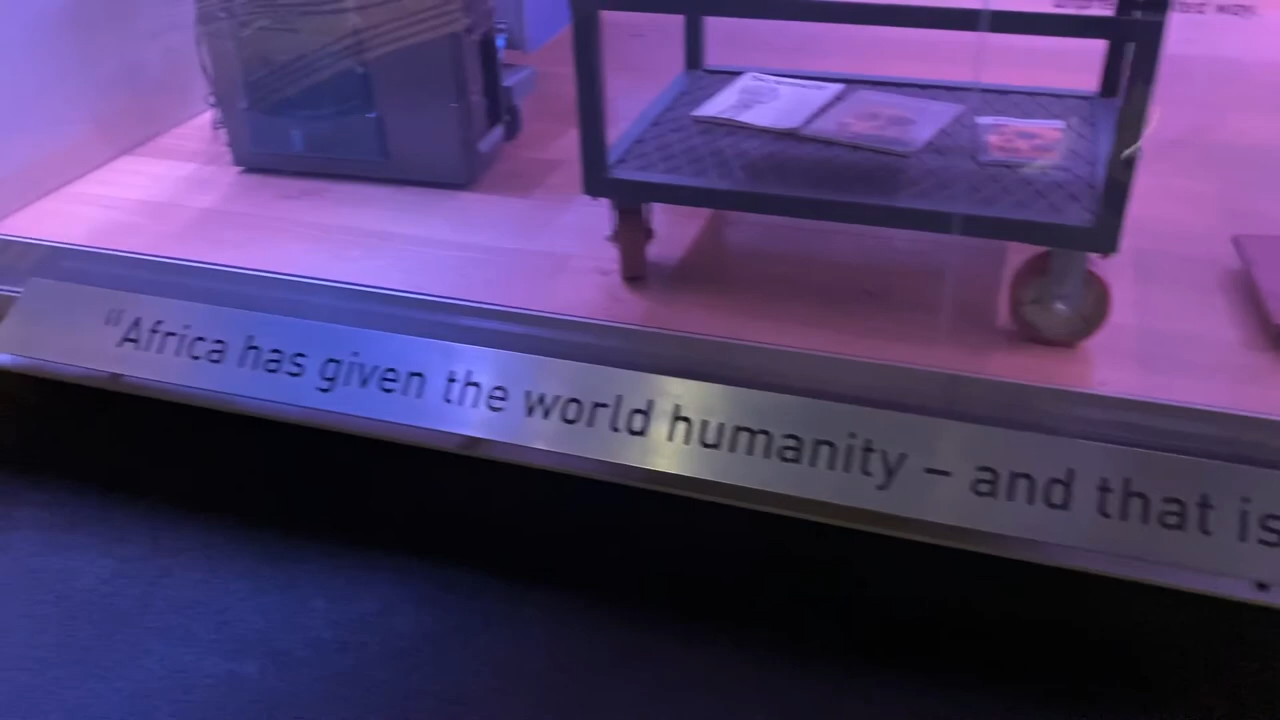 "Africa has given the world humanity – and that is